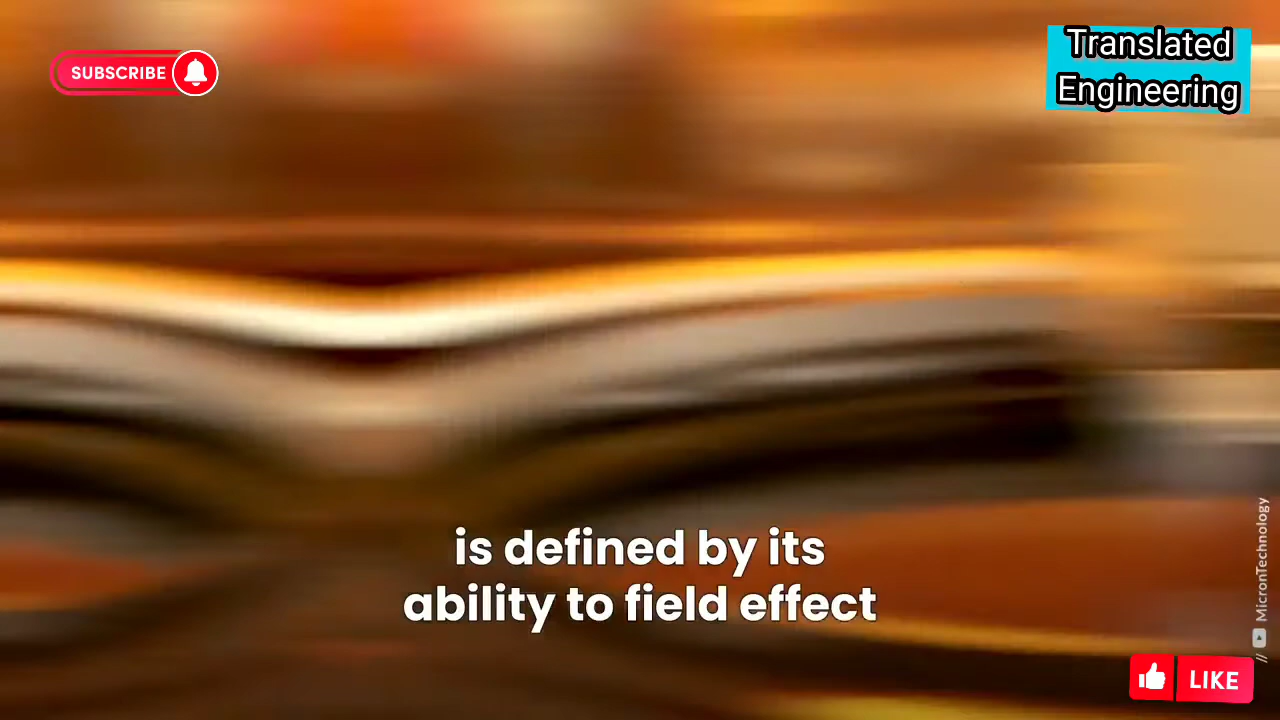 SUBSCRIBE
Translated
Engineering
is defined by its
ability to field effect
// MicronTechnology
LIKE